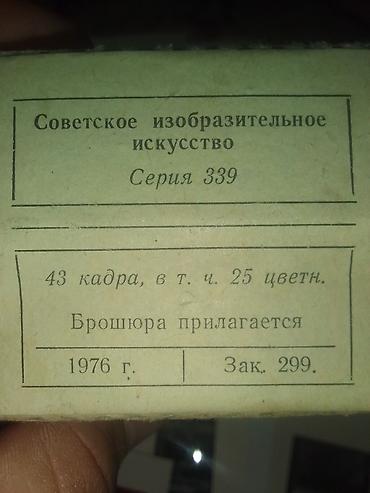 Советское изобразительное
искусство
Серия 339
43 кадра, в т. ч. 25 цветн.
Брошюра прилагается
1976 г.
Зак. 299.